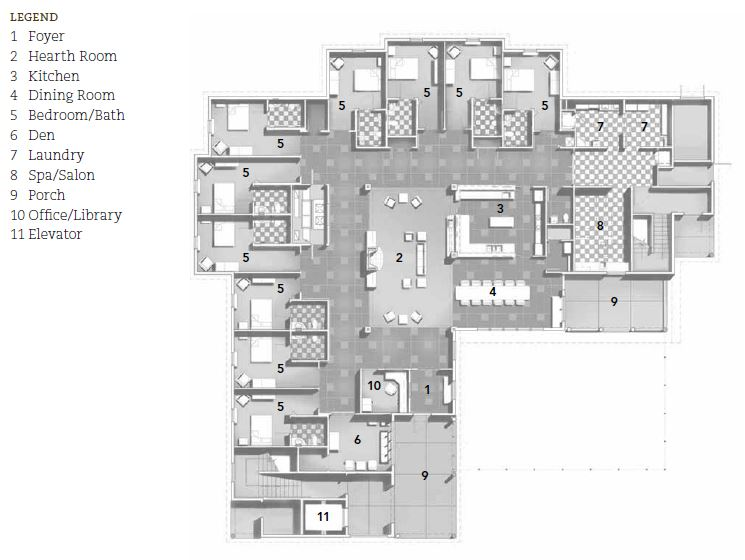 LEGEND
1 Foyer
2 Hearth Room
3 Kitchen
4 Dining Room
5 Bedroom/Bath
6 Den
7 Laundry
8 Spa/Salon
9 Porch
10 Office/Library
11 Elevator
5 5 5 5
7 7
5
5
3
8
5
2
5
4
9
5
10 1
5
6
9
11